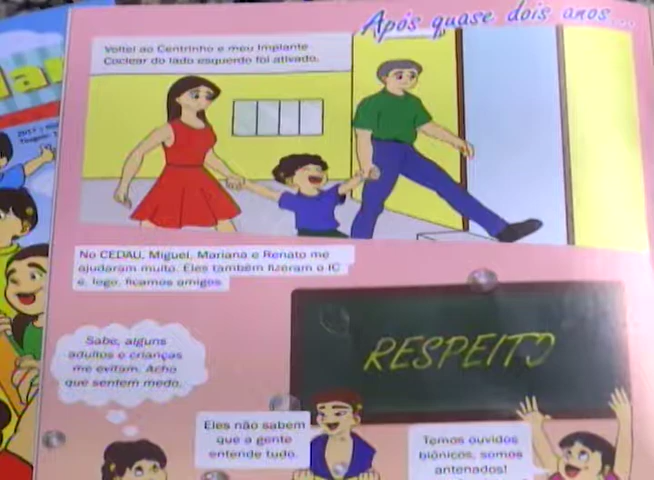 Após quase dois anos...
Voltei ao Centrinho e meu Implante
Coclear do lado esquerdo foi ativado.
No CEDAU, Miguel, Mariana e Renato me
ajudaram muito. Eles também fizeram o IC
e, logo, ficamos amigos.
RESPEITO
Sabe, alguns
adultos e crianças
me evitam. Acho
que sentem medo.
Eles não sabem
que a gente
entende tudo.
Temos ouvidos
biônicos, somos
antenados!